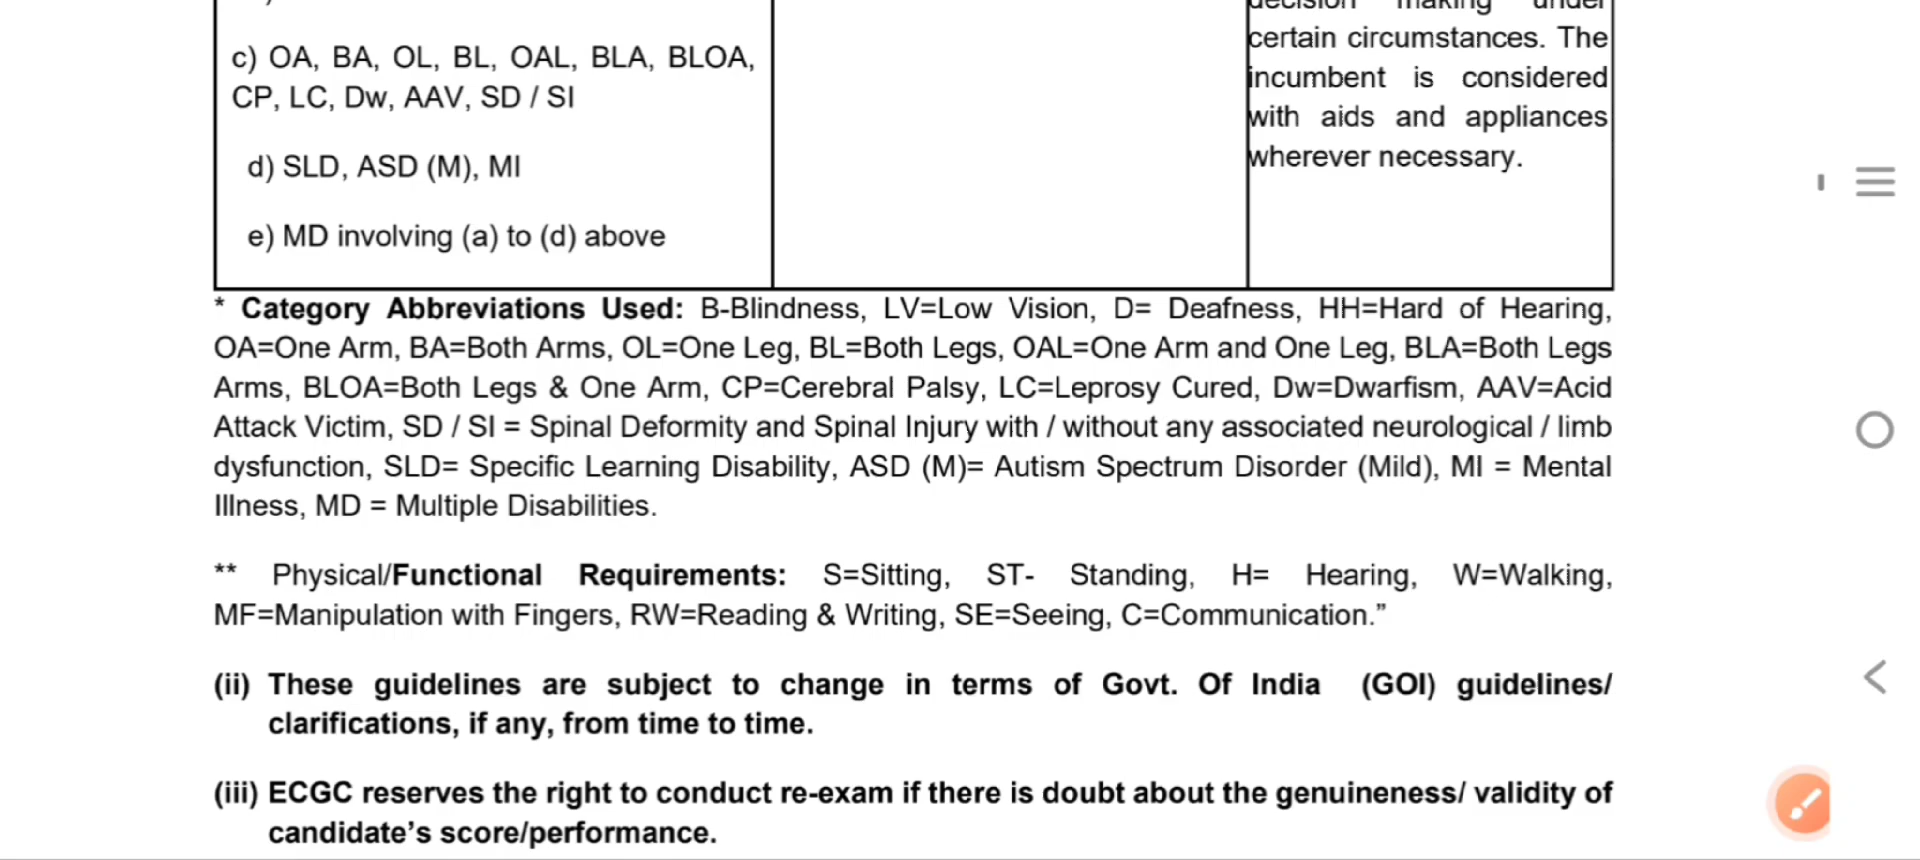 decision making under
certain circumstances. The
incumbent is considered
with aids and appliances
wherever necessary.
c) OA, BA, OL, BL, OAL, BLA, BLOA,
CP, LC, Dw, AAV, SD / SI
d) SLD, ASD (M), MI
e) MD involving (a) to (d) above
* Category Abbreviations Used: B-Blindness, LV=Low Vision, D= Deafness, HH=Hard of Hearing,
OA=One Arm, BA=Both Arms, OL=One Leg, BL=Both Legs, OAL=One Arm and One Leg, BLA=Both Legs
Arms, BLOA=Both Legs & One Arm, CP=Cerebral Palsy, LC=Leprosy Cured, Dw=Dwarfism, AAV=Acid
Attack Victim, SD / SI = Spinal Deformity and Spinal Injury with / without any associated neurological / limb
dysfunction, SLD= Specific Learning Disability, ASD (M)= Autism Spectrum Disorder (Mild), MI = Mental
Illness, MD = Multiple Disabilities.
** Physical/Functional Requirements: S=Sitting, ST- Standing, H= Hearing, W=Walking,
MF=Manipulation with Fingers, RW=Reading & Writing, SE=Seeing, C=Communication.”
(ii) These guidelines are subject to change in terms of Govt. Of India (GOI) guidelines/
clarifications, if any, from time to time.
(iii) ECGC reserves the right to conduct re-exam if there is doubt about the genuineness/ validity of
candidate’s score/performance.